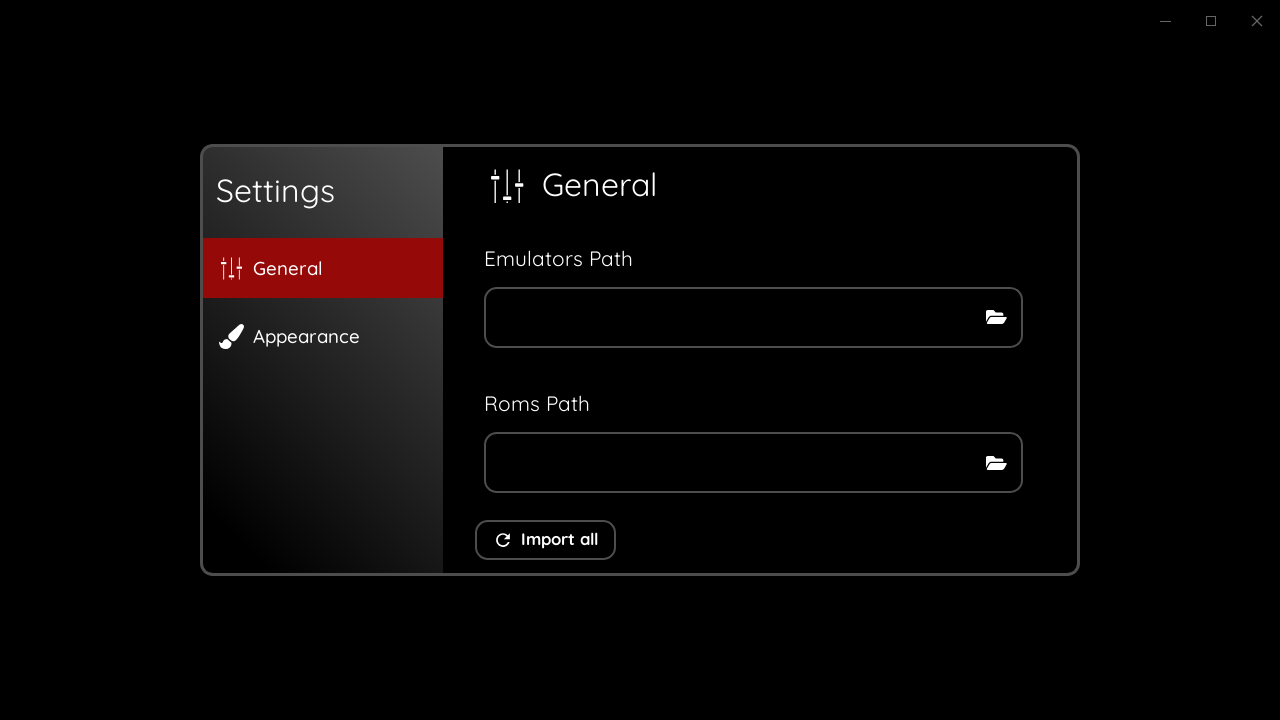 Settings
General
Appearance
General
Emulators Path
Roms Path
Import all